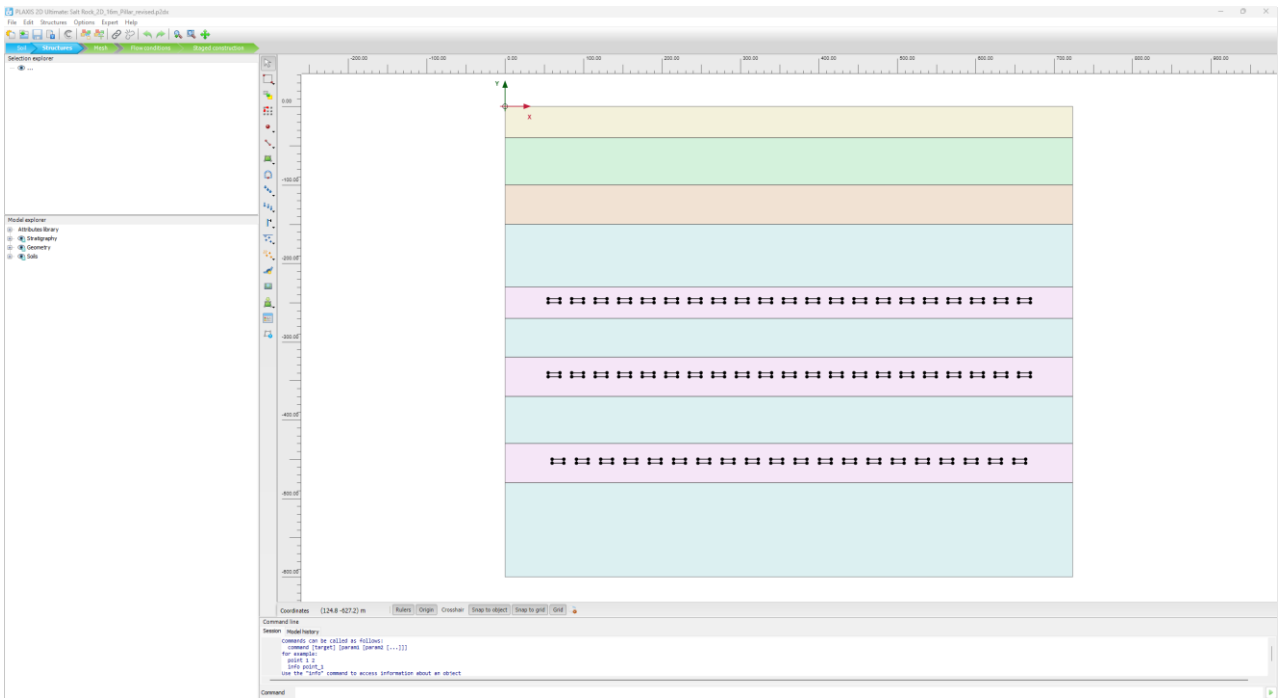 PLAXIS 2D Ultimate: Salt Rock_2D_16m_Pillar_revised.p2dx
File Edit Structures Options Expert Help
Soil Structures Mesh Flow conditions Staged construction
Selection explorer
...
Model explorer
Attributes library
Stratigraphy
Geometry
Soils
-200.00 -100.00 0.00 100.00 200.00 300.00 400.00 500.00 600.00 700.00 800.00 900.00
Y
X
0.00
-100.00
-200.00
-300.00
-400.00
-500.00
-600.00
Coordinates (124.8 -627.2) m Rulers Origin Crosshair Snap to object Snap to grid Grid
Command line
Session Model history
Commands can be called as follows:
command [target] [param1 [param2 [...]]]
For example:
point 1 2
info point_1
Use the "info" command to access information about an object
Command